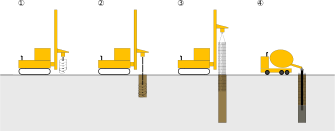 ① ② ③ ④